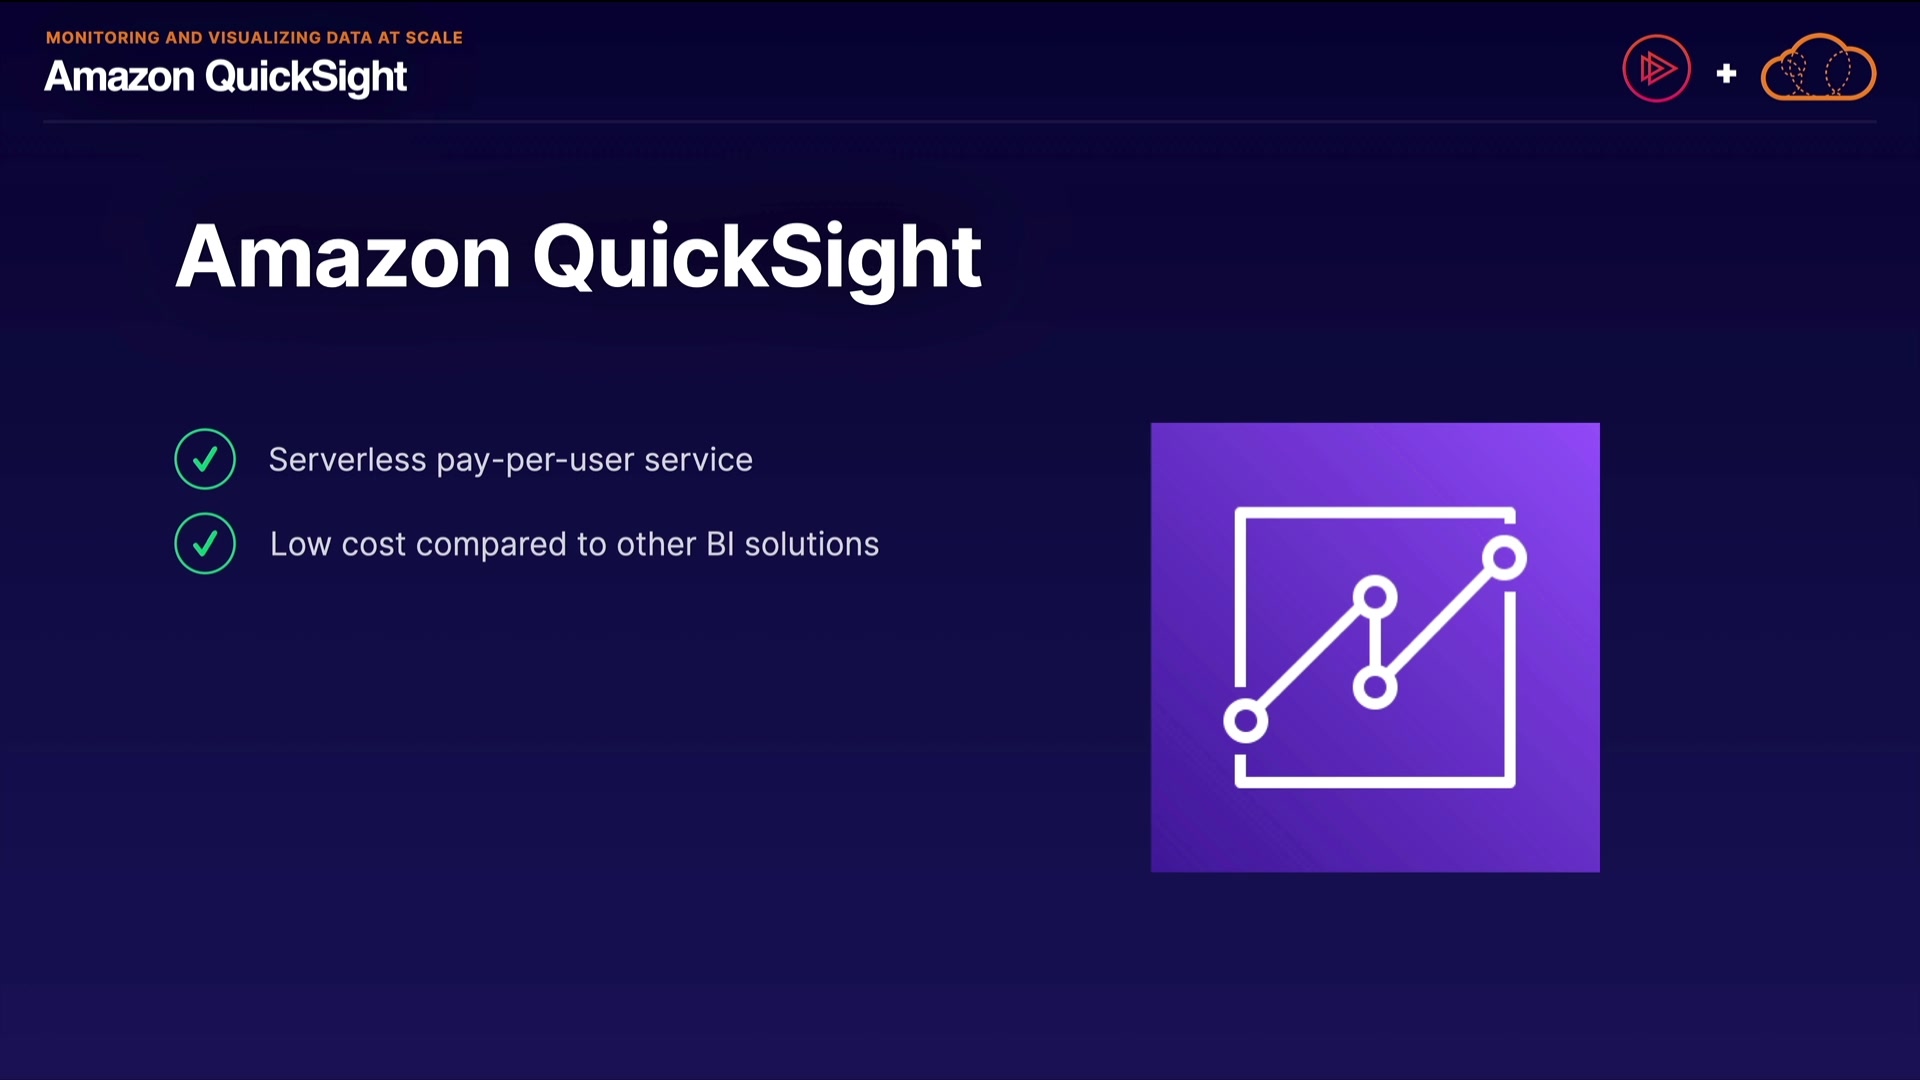 MONITORING AND VISUALIZING DATA AT SCALE
Amazon QuickSight
Amazon QuickSight
Serverless pay-per-user service
Low cost compared to other BI solutions